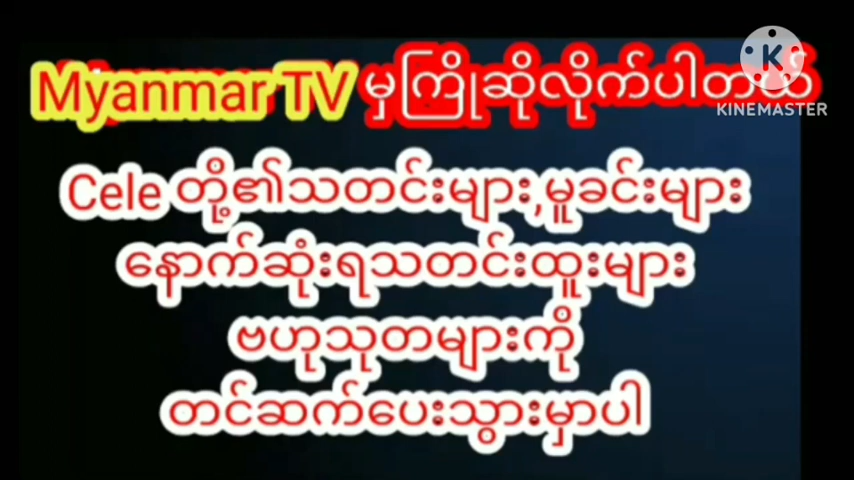 Myanmar TV မှကြိုဆိုလိုက်ပါတယ်
KINEMASTER
Cele တို့၏သတင်းများ,မူခင်းများ
နောက်ဆုံးရသတင်းထူးများ
ဗဟုသုတများကို
တင်ဆက်ပေးသွားမှာပါ